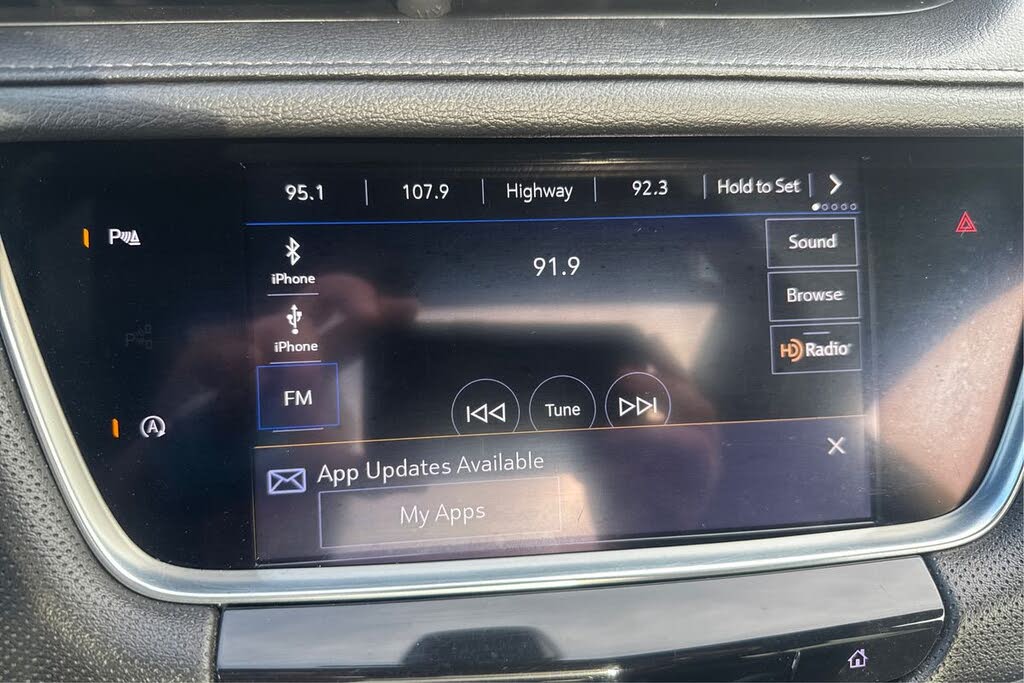 95.1 107.9 Highway 92.3 Hold to Set
iPhone
91.9
Sound
Browse
iPhone
HD Radio
FM
Tune
App Updates Available
My Apps